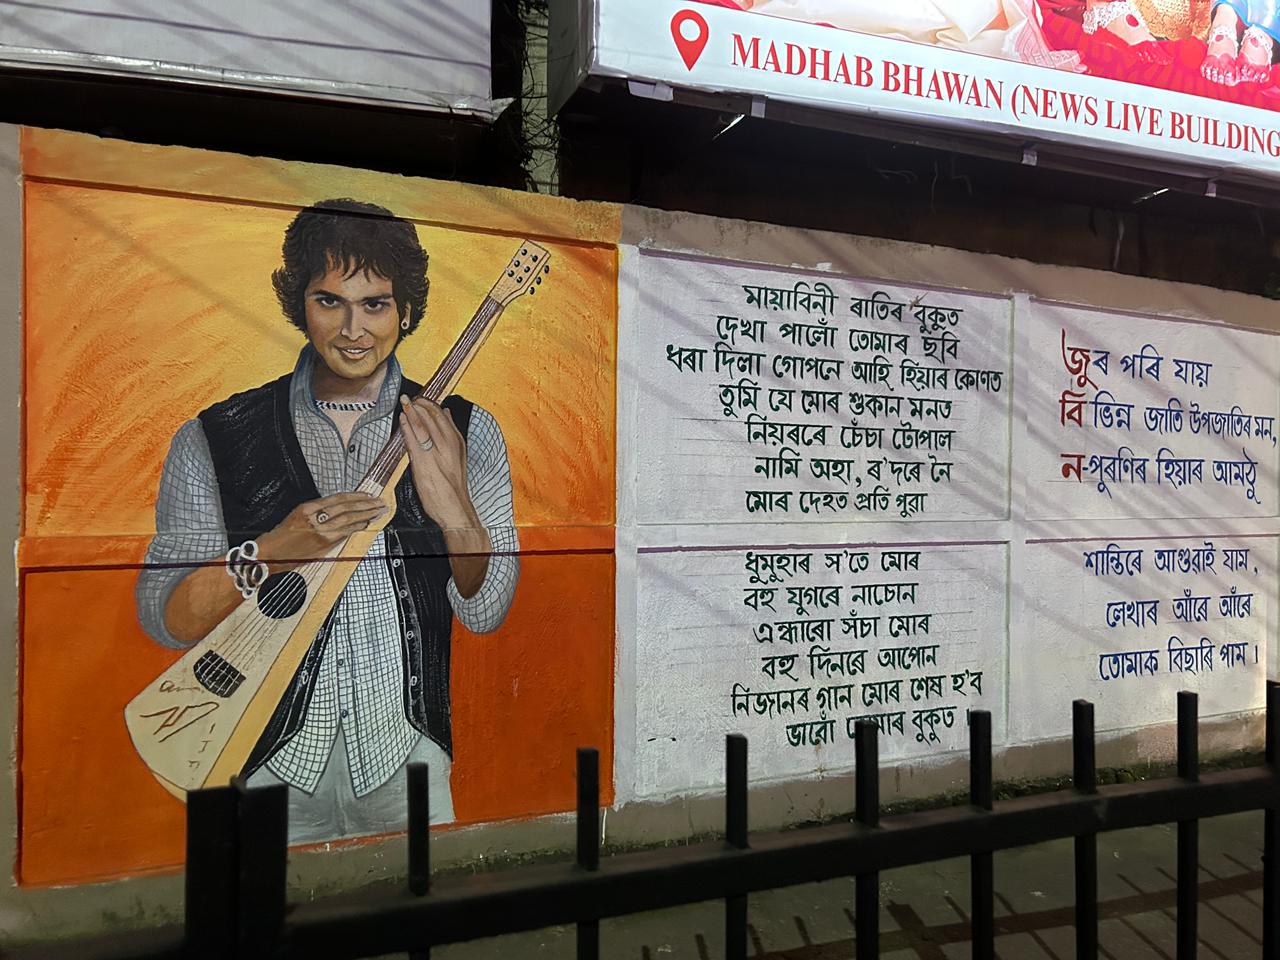 MADHAB BHAWAN (NEWS LIVE BUILDING
মায়াবিনী ৰাতিৰ বুকুত
দেখা পালোঁ তোমাৰ ছবি
ধৰা দিলা গোপনে আহি হিয়াৰ কোণত
তুমি যে মোৰ শুকান মনত
নিয়ৰৰে চেঁচা টোপাল
নামি অহা, ৰ'দৰে নৈ
মোৰ দেহত প্ৰতি পুৱা
ধুমুহাৰ স'তে মোৰ
বহু যুগৰে নাচোন
এন্ধাৰো সঁচা মোৰ
বহু দিনৰে আপোন
নিজানৰ গান মোৰ শেষ হ'ব
ভাবোঁ বুকুত ।
জুৰ পৰি যায়
বিভিন্ন জাতি উপজাতিৰ মন,
ন-পুৰণিৰ হিয়াৰ আমঠু
শান্তিৰে আগুৱাই যাম,
লেখাৰ আঁৰে আঁৰে
তোমাক বিছাৰি পাম ।